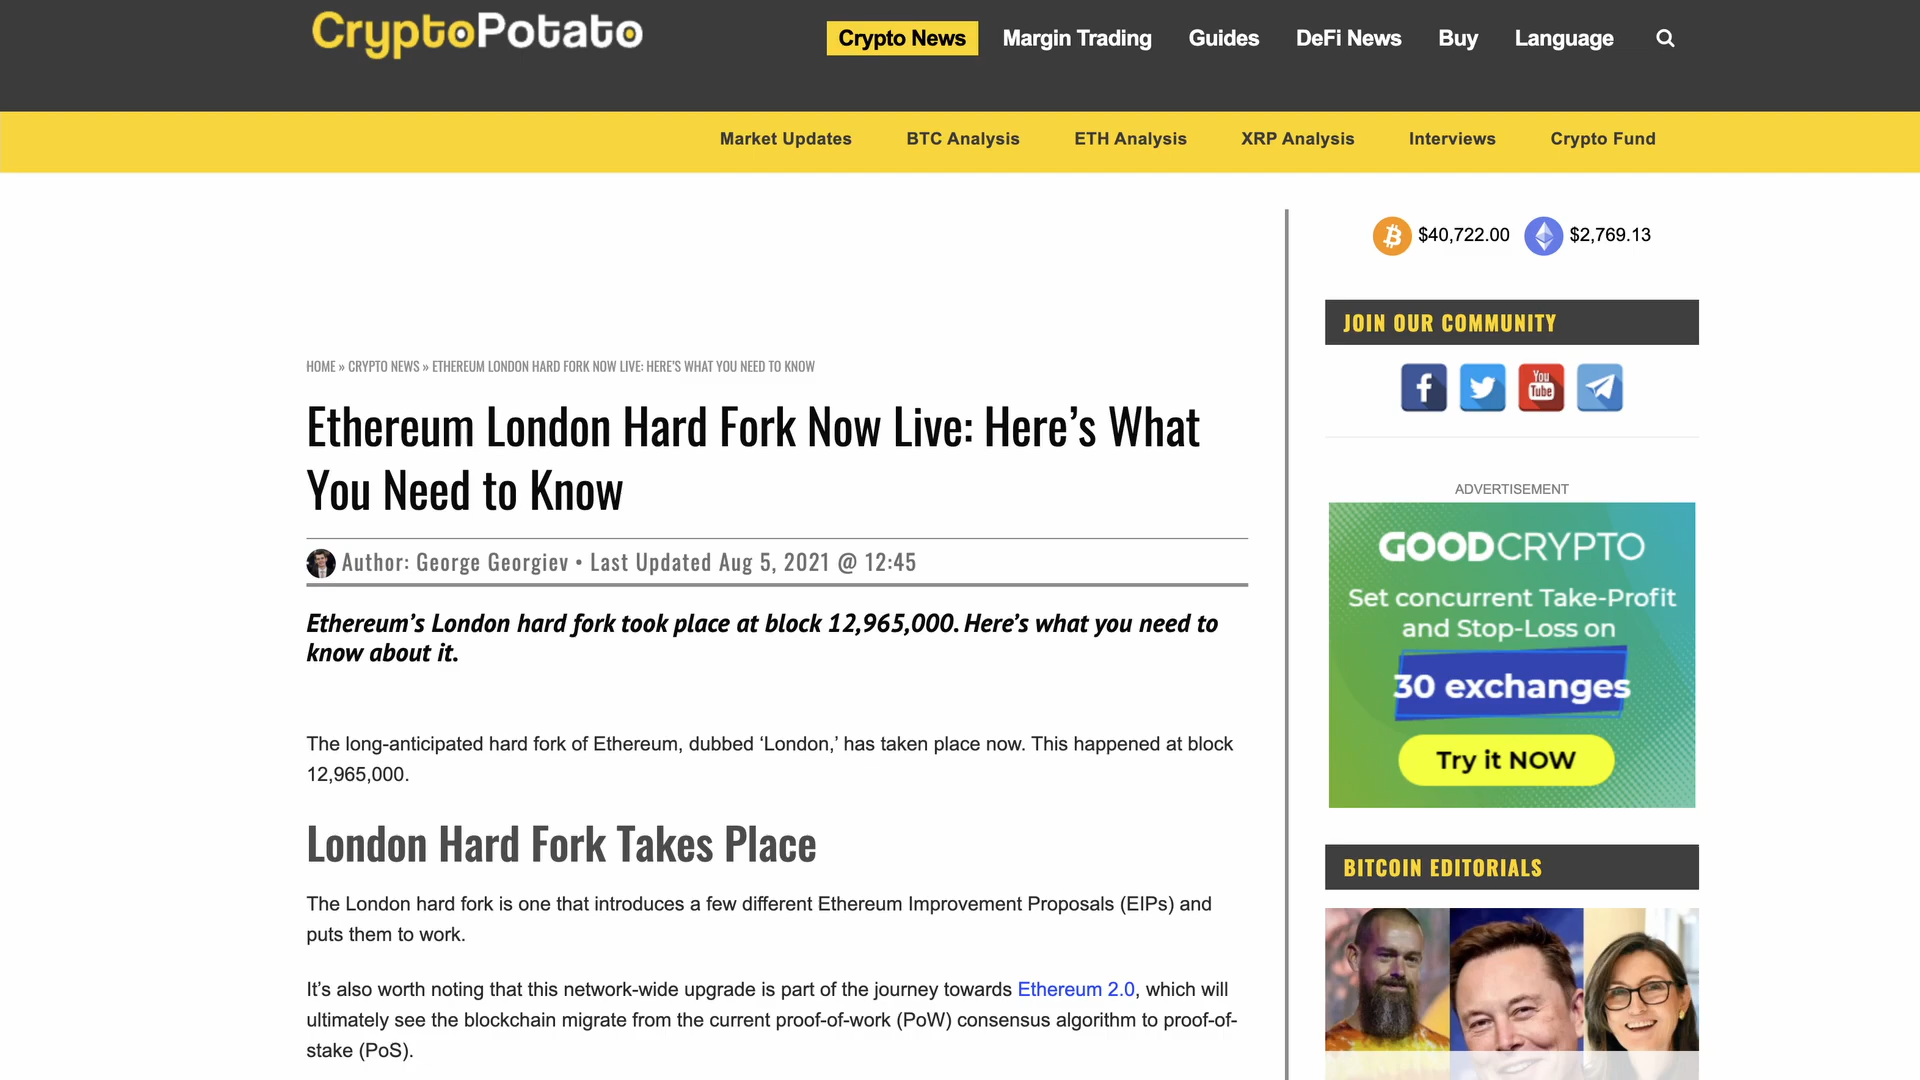 CryptoPotato
Crypto News
Margin Trading
Guides
DeFi News
Buy
Language
Market Updates
BTC Analysis
ETH Analysis
XRP Analysis
Interviews
Crypto Fund
$40,722.00
$2,769.13
HOME » CRYPTO NEWS » ETHEREUM LONDON HARD FORK NOW LIVE: HERE'S WHAT YOU NEED TO KNOW
Ethereum London Hard Fork Now Live: Here’s What
You Need to Know
Author: George Georgiev • Last Updated Aug 5, 2021 @ 12:45
Ethereum’s London hard fork took place at block 12,965,000. Here’s what you need to
know about it.
The long-anticipated hard fork of Ethereum, dubbed ‘London,’ has taken place now. This happened at block
12,965,000.
London Hard Fork Takes Place
The London hard fork is one that introduces a few different Ethereum Improvement Proposals (EIPs) and
puts them to work.
It’s also worth noting that this network-wide upgrade is part of the journey towards Ethereum 2.0, which will
ultimately see the blockchain migrate from the current proof-of-work (PoW) consensus algorithm to proof-of-
stake (PoS).
JOIN OUR COMMUNITY
You
Tube
ADVERTISEMENT
GOODCRYPTO
Set concurrent Take-Profit
and Stop-Loss on
30 exchanges
Try it NOW
BITCOIN EDITORIALS